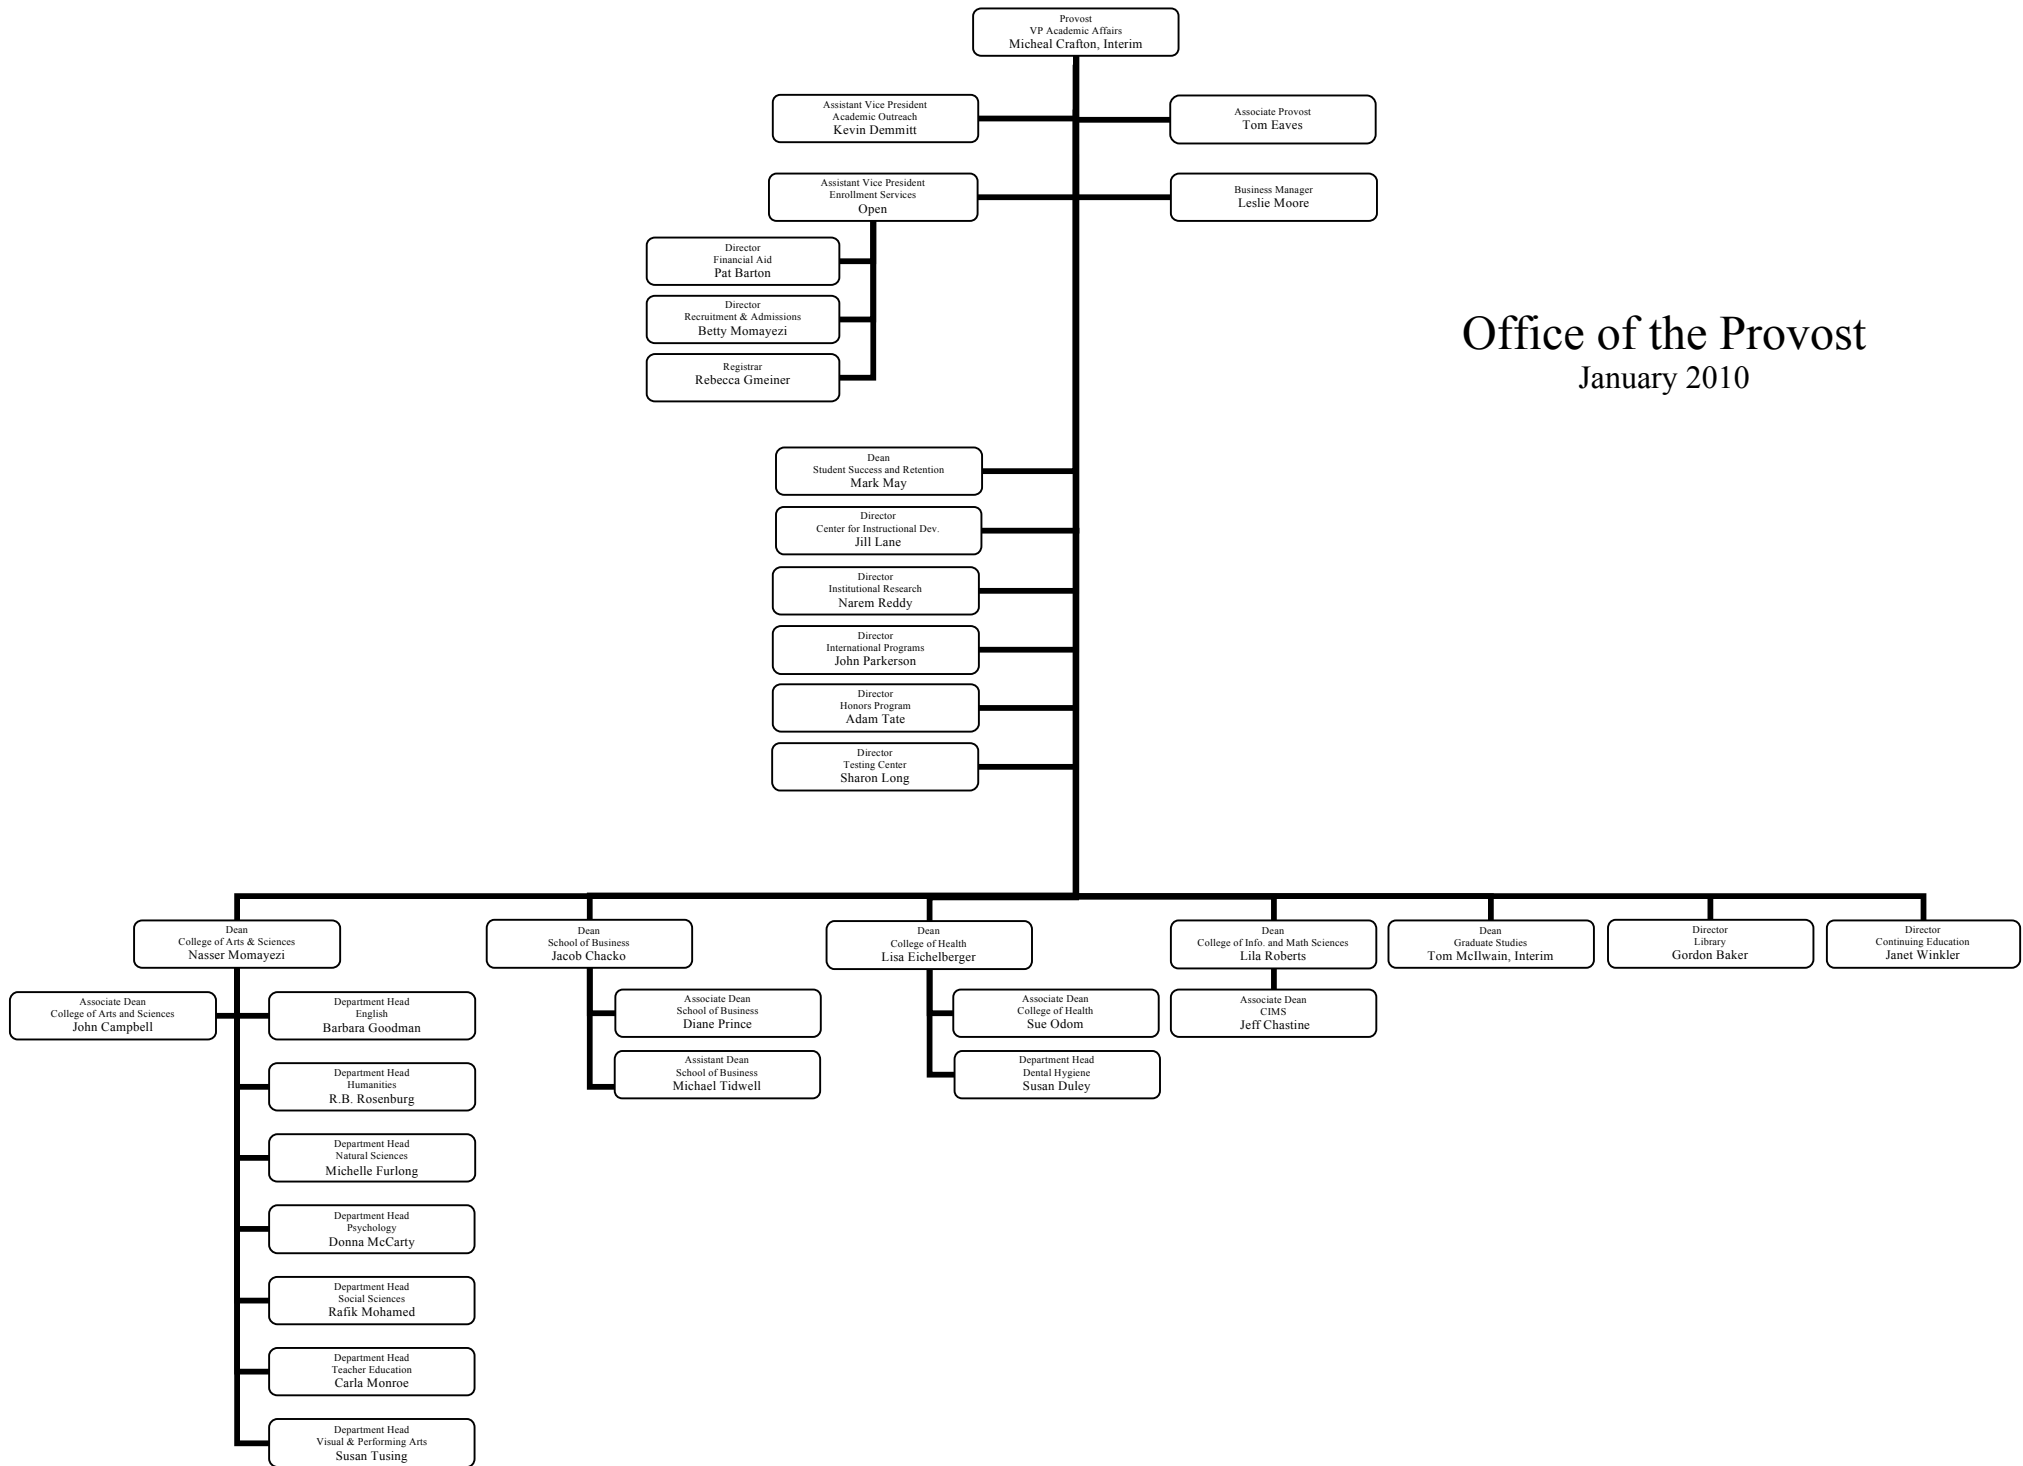 Provost
VP Academic Affairs
Micheal Crafton, Interim
Assistant Vice President
Academic Outreach
Kevin Demmitt
Associate Provost
Tom Eaves
Assistant Vice President
Enrollment Services
Open
Business Manager
Leslie Moore
Director
Financial Aid
Pat Barton
Director
Recruitment & Admissions
Betty Momayezi
Registrar
Rebecca Gmeiner
Office of the Provost
January 2010
Dean
Student Success and Retention
Mark May
Director
Center for Instructional Dev.
Jill Lane
Director
Institutional Research
Narem Reddy
Director
International Programs
John Parkerson
Director
Honors Program
Adam Tate
Director
Testing Center
Sharon Long
Dean
College of Arts & Sciences
Nasser Momayezi
Dean
School of Business
Jacob Chacko
Dean
College of Health
Lisa Eichelberger
Dean
College of Info. and Math Sciences
Lila Roberts
Dean
Graduate Studies
Tom McIlwain, Interim
Director
Library
Gordon Baker
Director
Continuing Education
Janet Winkler
Associate Dean
College of Arts and Sciences
John Campbell
Department Head
English
Barbara Goodman
Department Head
Humanities
R.B. Rosenburg
Department Head
Natural Sciences
Michelle Furlong
Department Head
Psychology
Donna McCarty
Department Head
Social Sciences
Rafik Mohamed
Department Head
Teacher Education
Carla Monroe
Department Head
Visual & Performing Arts
Susan Tusing
Associate Dean
School of Business
Diane Prince
Assistant Dean
School of Business
Michael Tidwell
Associate Dean
College of Health
Sue Odom
Department Head
Dental Hygiene
Susan Duley
Associate Dean
CIMS
Jeff Chastine